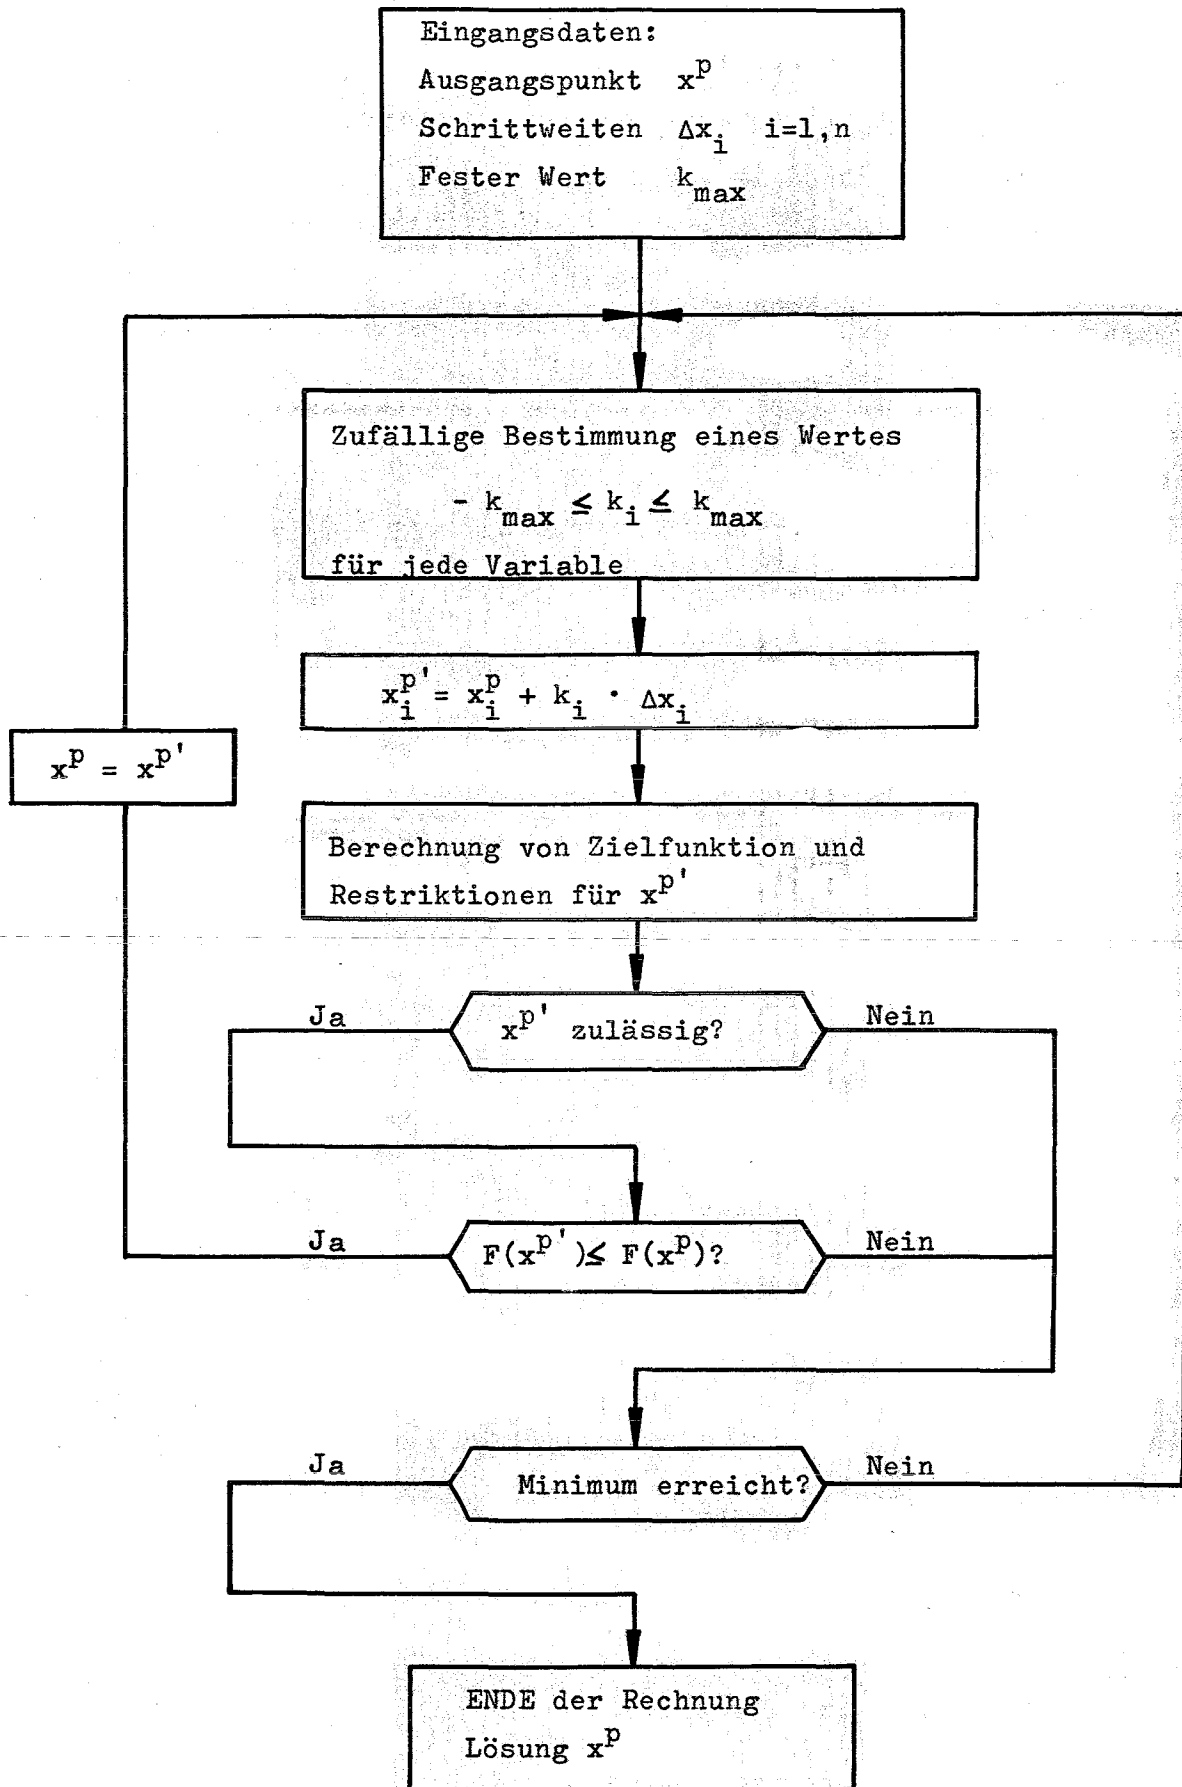 Eingangsdaten:
Ausgangspunkt x^p
Schrittweiten Δx_i i=1,n
Fester Wert k_max
Zufällige Bestimmung eines Wertes
- k_max ≤ k_i ≤ k_max
für jede Variable
x_i^p' = x_i^p + k_i · Δx_i
x^p = x^p'
Berechnung von Zielfunktion und
Restriktionen für x^p'
Ja
x^p' zulässig?
Nein
Ja
F(x^p') ≤ F(x^p)?
Nein
Ja
Minimum erreicht?
Nein
ENDE der Rechnung
Lösung x^p